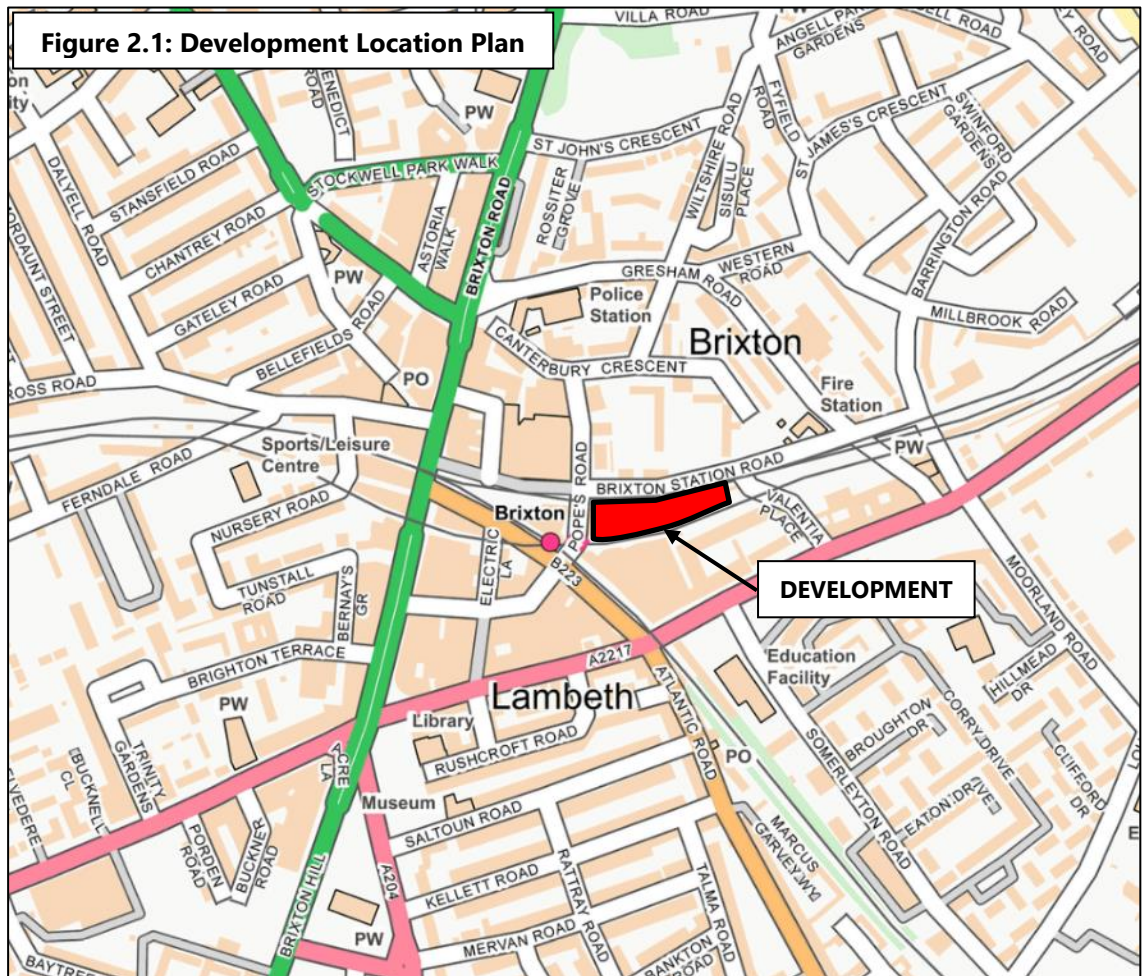 Figure 2.1: Development Location Plan
VILLA ROAD
PW
ANGELL PARK
GARDENS
BENEDICT
ROAD
PW
ST JOHN'S CRESCENT
FYFIELD
ROAD
ST JAMES'S CRESCENT
SWINFORD
GARDENS
DALYELL ROAD
STANSFIELD ROAD
STOCKWELL PARK WALK
BRIXTON ROAD
ROSSITER
GROVE
WILTSHIRE ROAD
SISULU
PLACE
BARRINGTON ROAD
CHANTREY ROAD
PW
ASTORIA
WALK
GRESHAM ROAD
WESTERN
ROAD
GATELEY ROAD
BELLEFIELDS ROAD
Police
Station
MILLBROOK ROAD
Brixton
CANTERBURY CRESCENT
PO
ROSS ROAD
Fire
Station
Sports/Leisure
Centre
POPE'S ROAD
BRIXTON STATION ROAD
PW
FERNDALE ROAD
NURSERY ROAD
Brixton
VALENTIA
PLACE
ELECTRIC
LA
B223
TUNSTALL
ROAD
BERNAY'S
GR
DEVELOPMENT
MOORLAND ROAD
BRIGHTON TERRACE
A2217
Education
Facility
HILLMEAD
DR
PW
Lambeth
Library
RUSHCROFT ROAD
ATLANTIC ROAD
BROUGHTON
DR
CORRY DRIVE
CLIFFORD
DR
TRINITY
GARDENS
BUCKNELL
CL
ACRE
LA
PO
SOMERLEYTON ROAD
Museum
SALTOUN ROAD
EATON DRIVE
PORDEN
ROAD
BUCKNER
ROAD
A204
MARCUS
GARVEY WY
KELLETT ROAD
RATTRAY ROAD
TALMA ROAD
BRIXTON HILL
PW
MERVAN ROAD
BANKTON
ROAD